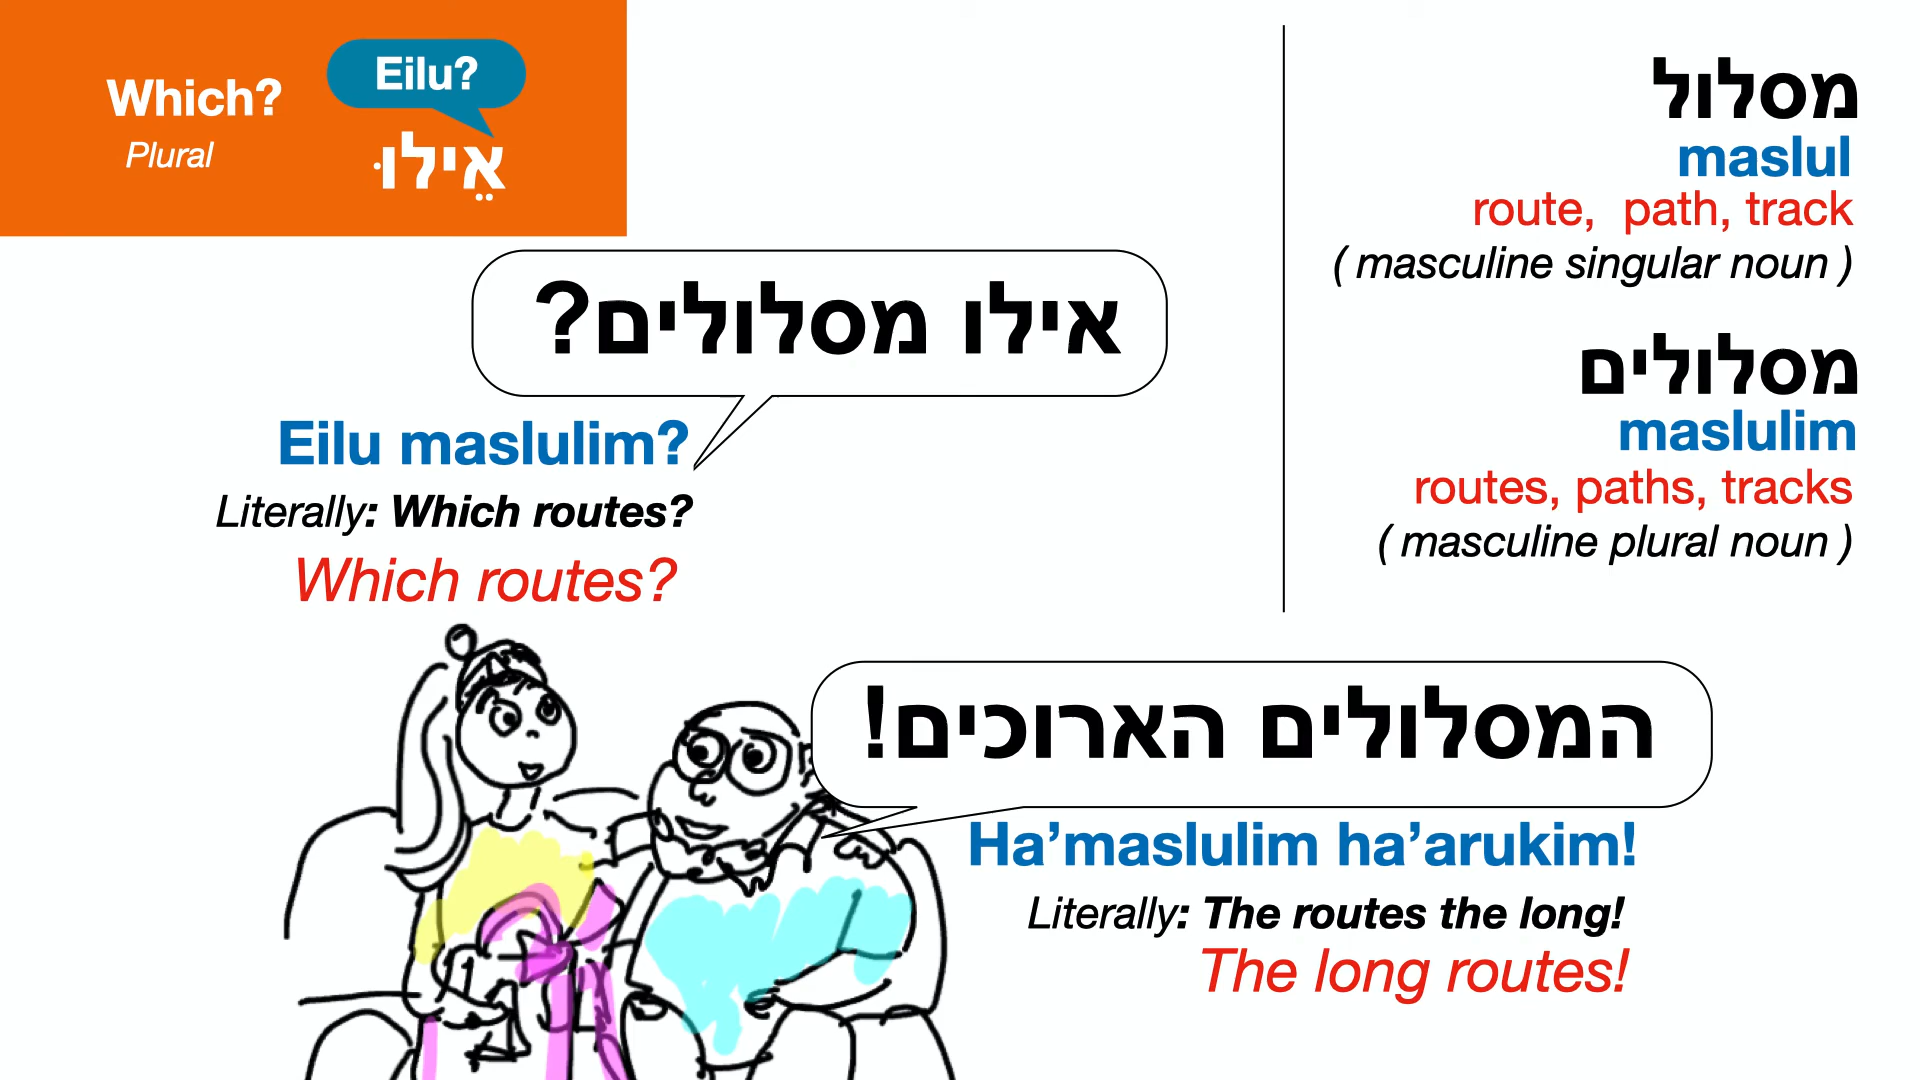 Which?
Plural
Eilu?
אֵילוּ
אילו מסלולים?
Eilu maslulim?
Literally: Which routes?
Which routes?
מסלול
maslul
route, path, track
( masculine singular noun )
מסלולים
maslulim
routes, paths, tracks
( masculine plural noun )
המסלולים הארוכים!
Ha’maslulim ha’arukim!
Literally: The routes the long!
The long routes!